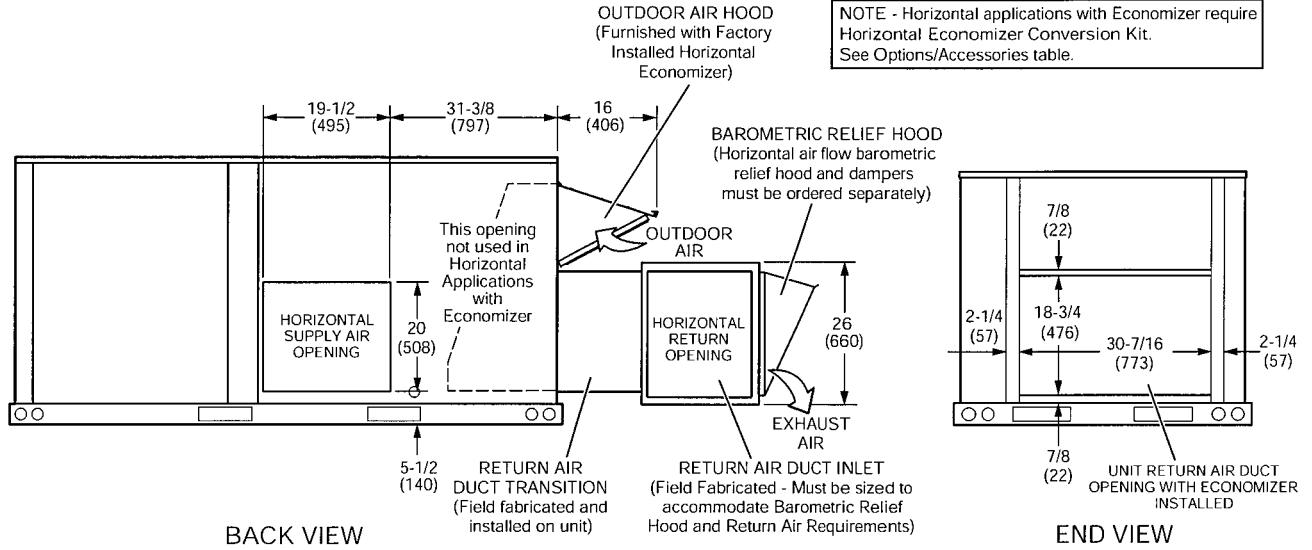 OUTDOOR AIR HOOD
(Furnished with Factory
Installed Horizontal
Economizer)
NOTE - Horizontal applications with Economizer require
Horizontal Economizer Conversion Kit.
See Options/Accessories table.
19-1/2
(495)
31-3/8
(797)
16
(406)
BAROMETRIC RELIEF HOOD
(Horizontal air flow barometric
relief hood and dampers
must be ordered separately)
This opening
not used in
Horizontal
Applications
with
Economizer
OUTDOOR
AIR
HORIZONTAL
SUPPLY AIR
OPENING
20
(508)
HORIZONTAL
RETURN
OPENING
26
(660)
EXHAUST
AIR
5-1/2
(140)
RETURN AIR
DUCT TRANSITION
(Field fabricated and
installed on unit)
RETURN AIR DUCT INLET
(Field Fabricated - Must be sized to
accommodate Barometric Relief
Hood and Return Air Requirements)
BACK VIEW
7/8
(22)
2-1/4
(57)
18-3/4
(476)
30-7/16
(773)
2-1/4
(57)
7/8
(22)
UNIT RETURN AIR DUCT
OPENING WITH ECONOMIZER
INSTALLED
END VIEW